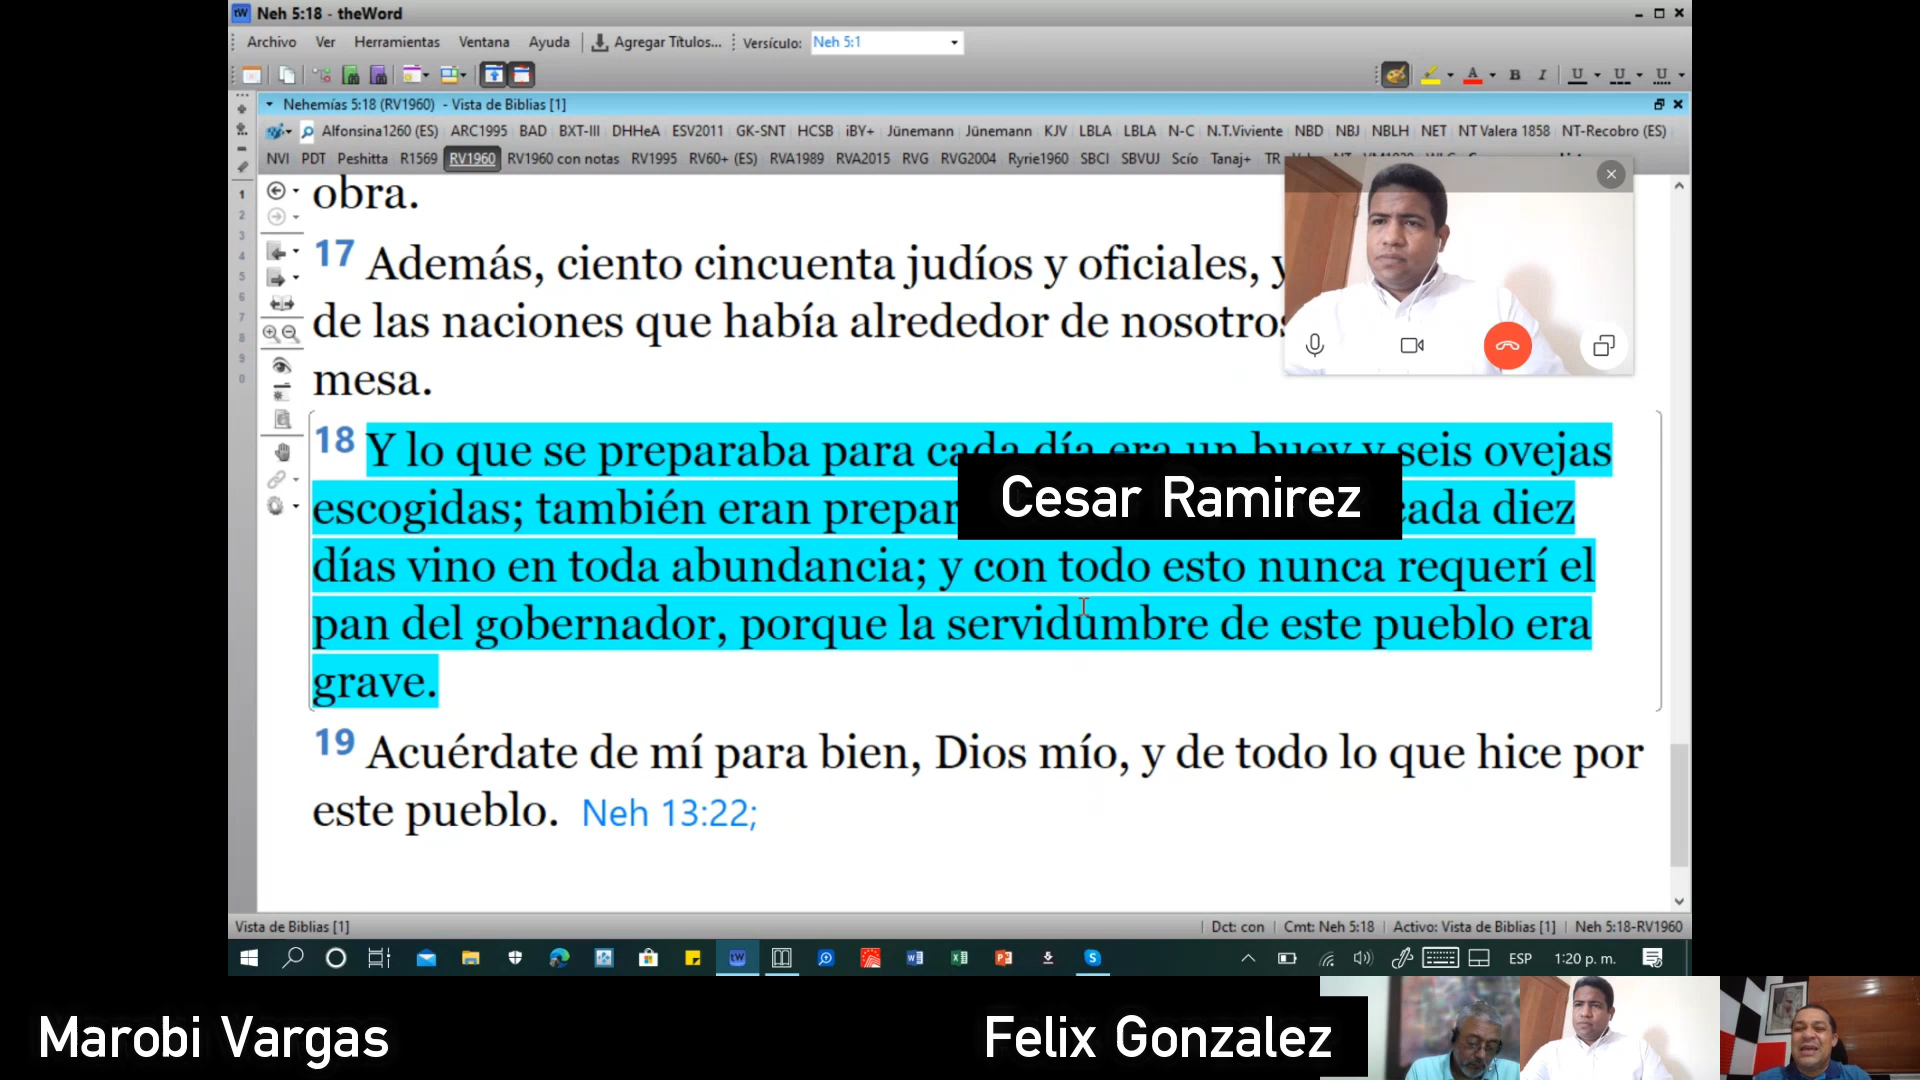 Neh 5:18 - theWord
Archivo Ver Herramientas Ventana Ayuda Agregar Títulos... Versículo: Neh 5:1
Nehemías 5:18 (RV1960) - Vista de Biblias [1]
Alfonsina1260 (ES) ARC1995 BAD BXT-III DHHeA ESV2011 GK-SNT HCSB iBY+ Jünemann Jünemann KJV LBLA LBLA N-C N.T.Viviente NBD NBJ NBLH NET NT Valera 1858 NT-Recobro (ES)
NVI PDT Peshitta R1569 RV1960 RV1960 con notas RV1995 RV60+ (ES) RVA1989 RVA2015 RVG RVG2004 Ryrie1960 SBCI SBVUJ Scío Tanaj+ TR
obra.
17 Además, ciento cincuenta judíos y oficiales, y
de las naciones que había alrededor de nosotros
mesa.
18 Y lo que se preparaba para cada día era un buey y seis ovejas
escogidas; también eran prepar cada diez
días vino en toda abundancia; y con todo esto nunca requerí el
pan del gobernador, porque la servidumbre de este pueblo era
grave.
19 Acuérdate de mí para bien, Dios mío, y de todo lo que hice por
este pueblo. Neh 13:22;
Cesar Ramirez
Vista de Biblias [1] Dct: con Cmt: Neh 5:18 Activo: Vista de Biblias [1] Neh 5:18-RV1960
ESP 1:20 p. m.
Marobi Vargas
Felix Gonzalez